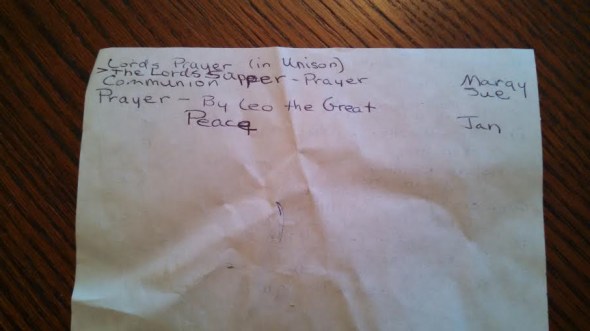 Lords Prayer (in Unison)
>The Lords Supper - Margy
Communion - Prayer Sue
Prayer - By Leo the Great
Peace Jan